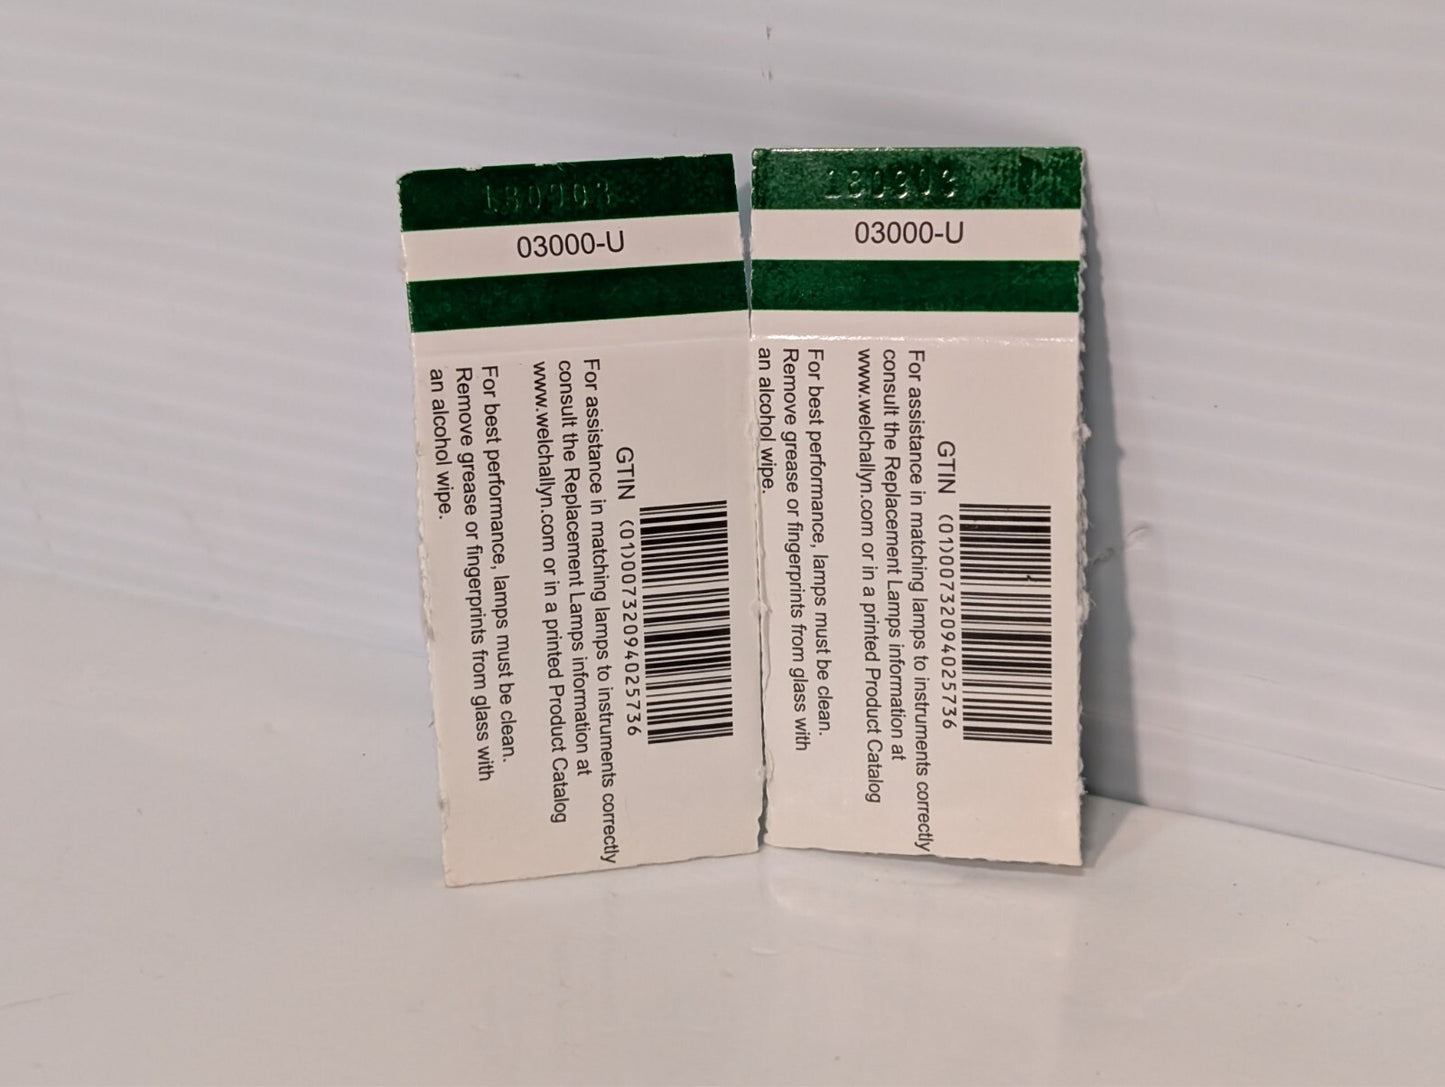 180903
03000-U
GTIN (01)00732094025736
For assistance in matching lamps to instruments correctly
consult the Replacement Lamps information at
www.welchallyn.com or in a printed Product Catalog
For best performance, lamps must be clean.
Remove grease or fingerprints from glass with
an alcohol wipe.
180903
03000-U
GTIN (01)00732094025736
For assistance in matching lamps to instruments correctly
consult the Replacement Lamps information at
www.welchallyn.com or in a printed Product Catalog
For best performance, lamps must be clean.
Remove grease or fingerprints from glass with
an alcohol wipe.